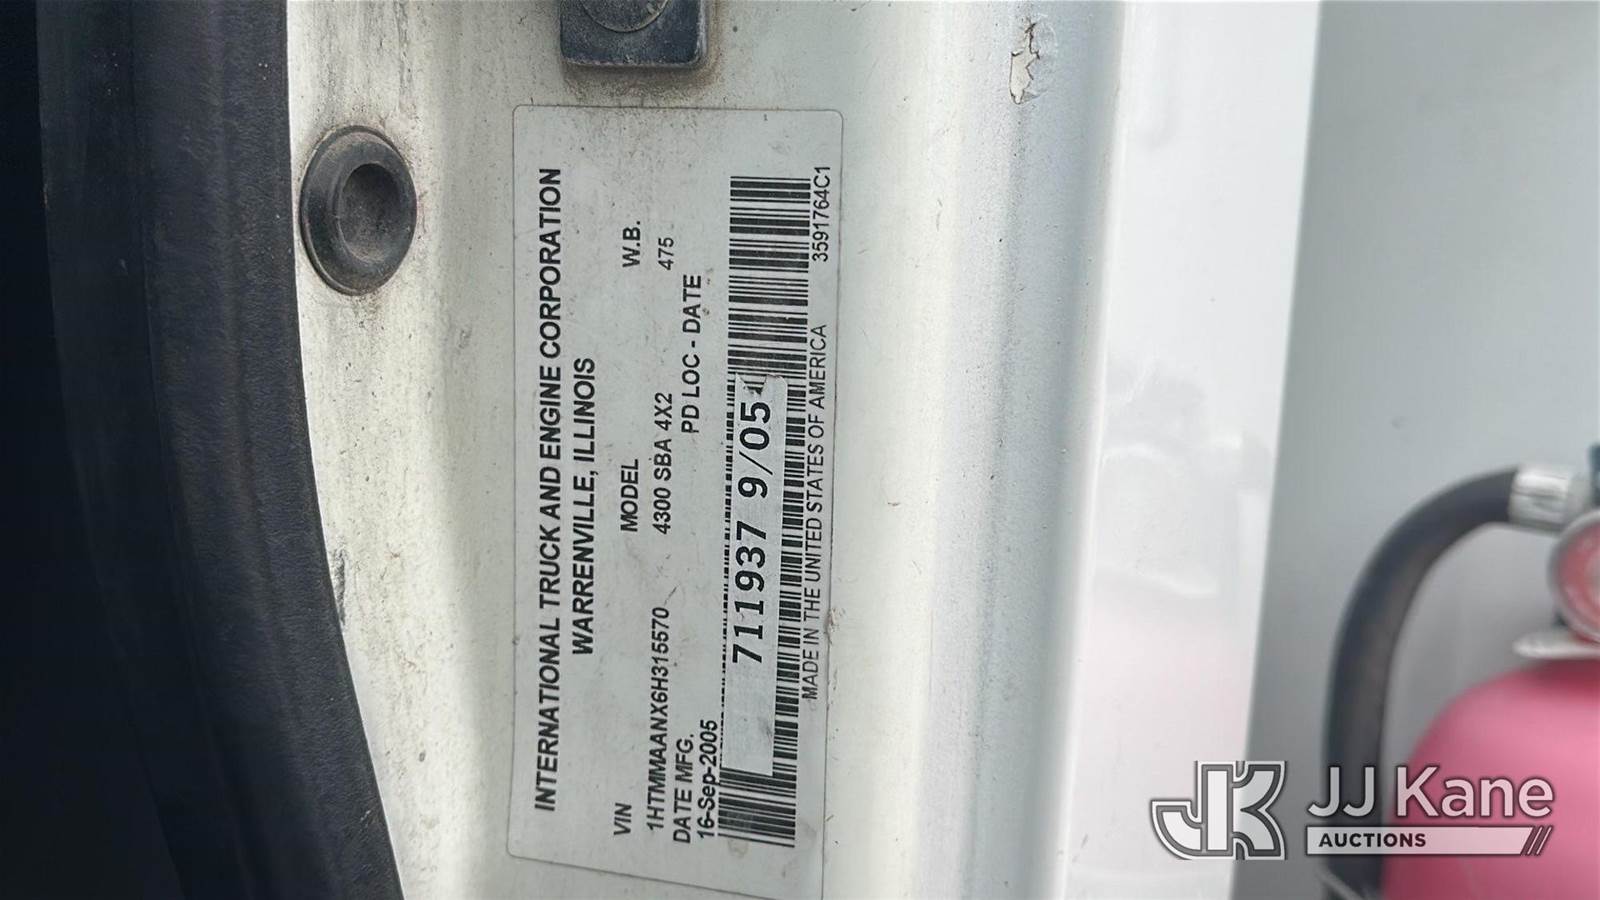 INTERNATIONAL TRUCK AND ENGINE CORPORATION
WARRENVILLE, ILLINOIS
VIN MODEL W.B.
1HTMMAANX6H315570 4300 SBA 4X2 475
DATE MFG. PD LOC - DATE
16-Sep-2005
711937 9/05
MADE IN THE UNITED STATES OF AMERICA 3591764C1
JK JJ Kane
AUCTIONS